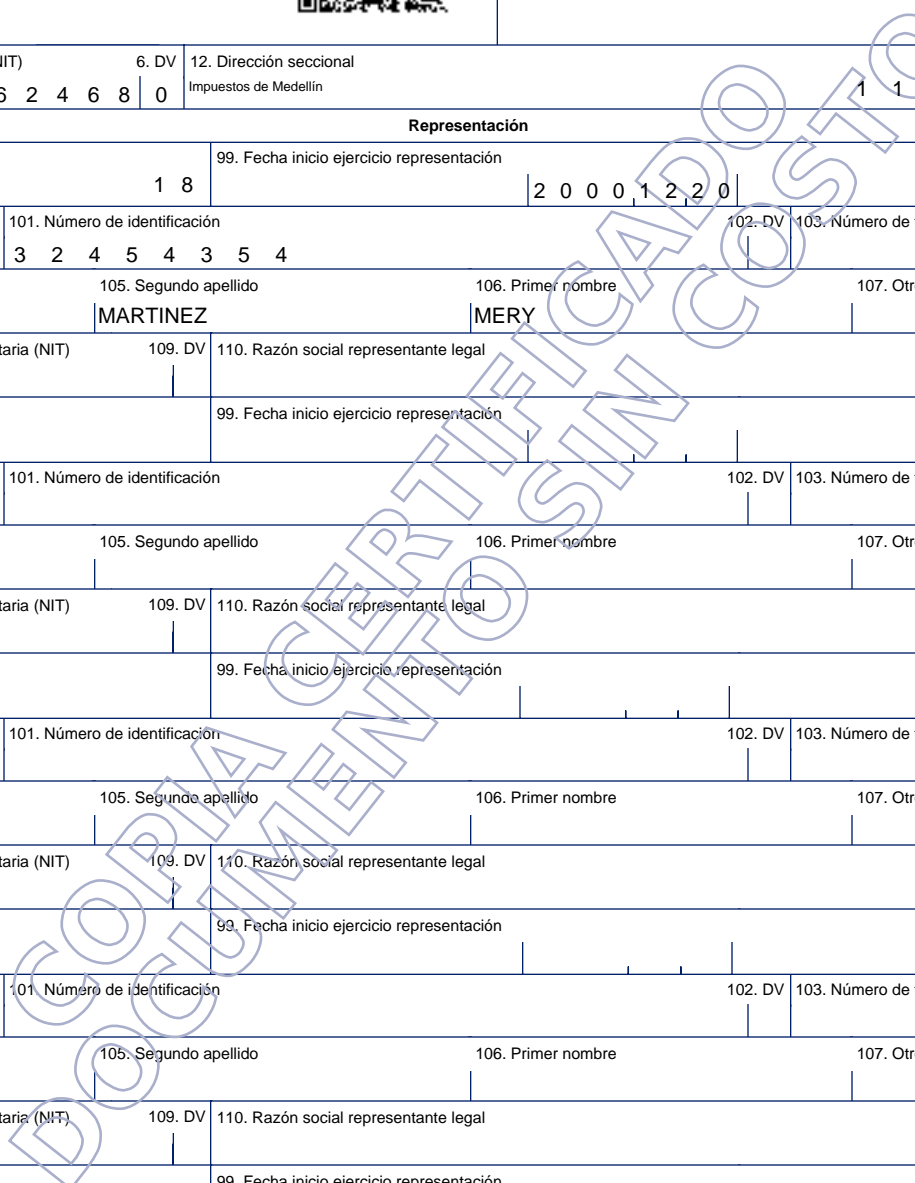 IT) 6. DV 12. Dirección seccional
6 2 4 6 8 0 Impuestos de Medellín 1 1
Representación
99. Fecha inicio ejercicio representación
1 8 2 0 0 0 1 2 2 0
101. Número de identificación 102. DV 103. Número de
3 2 4 5 4 3 5 4
105. Segundo apellido 106. Primer nombre 107. Otr
MARTINEZ MERY
taria (NIT) 109. DV 110. Razón social representante legal
99. Fecha inicio ejercicio representación
101. Número de identificación 102. DV 103. Número de
105. Segundo apellido 106. Primer nombre 107. Otr
taria (NIT) 109. DV 110. Razón social representante legal
99. Fecha inicio ejercicio representación
101. Número de identificación 102. DV 103. Número de
105. Segundo apellido 106. Primer nombre 107. Otr
taria (NIT) 109. DV 110. Razón social representante legal
99. Fecha inicio ejercicio representación
101. Número de identificación 102. DV 103. Número de
105. Segundo apellido 106. Primer nombre 107. Otr
taria (NIT) 109. DV 110. Razón social representante legal
99. Fecha inicio ejercicio representación
COPIA CERTIFICADO
DOCUMENTO SIN COSTO